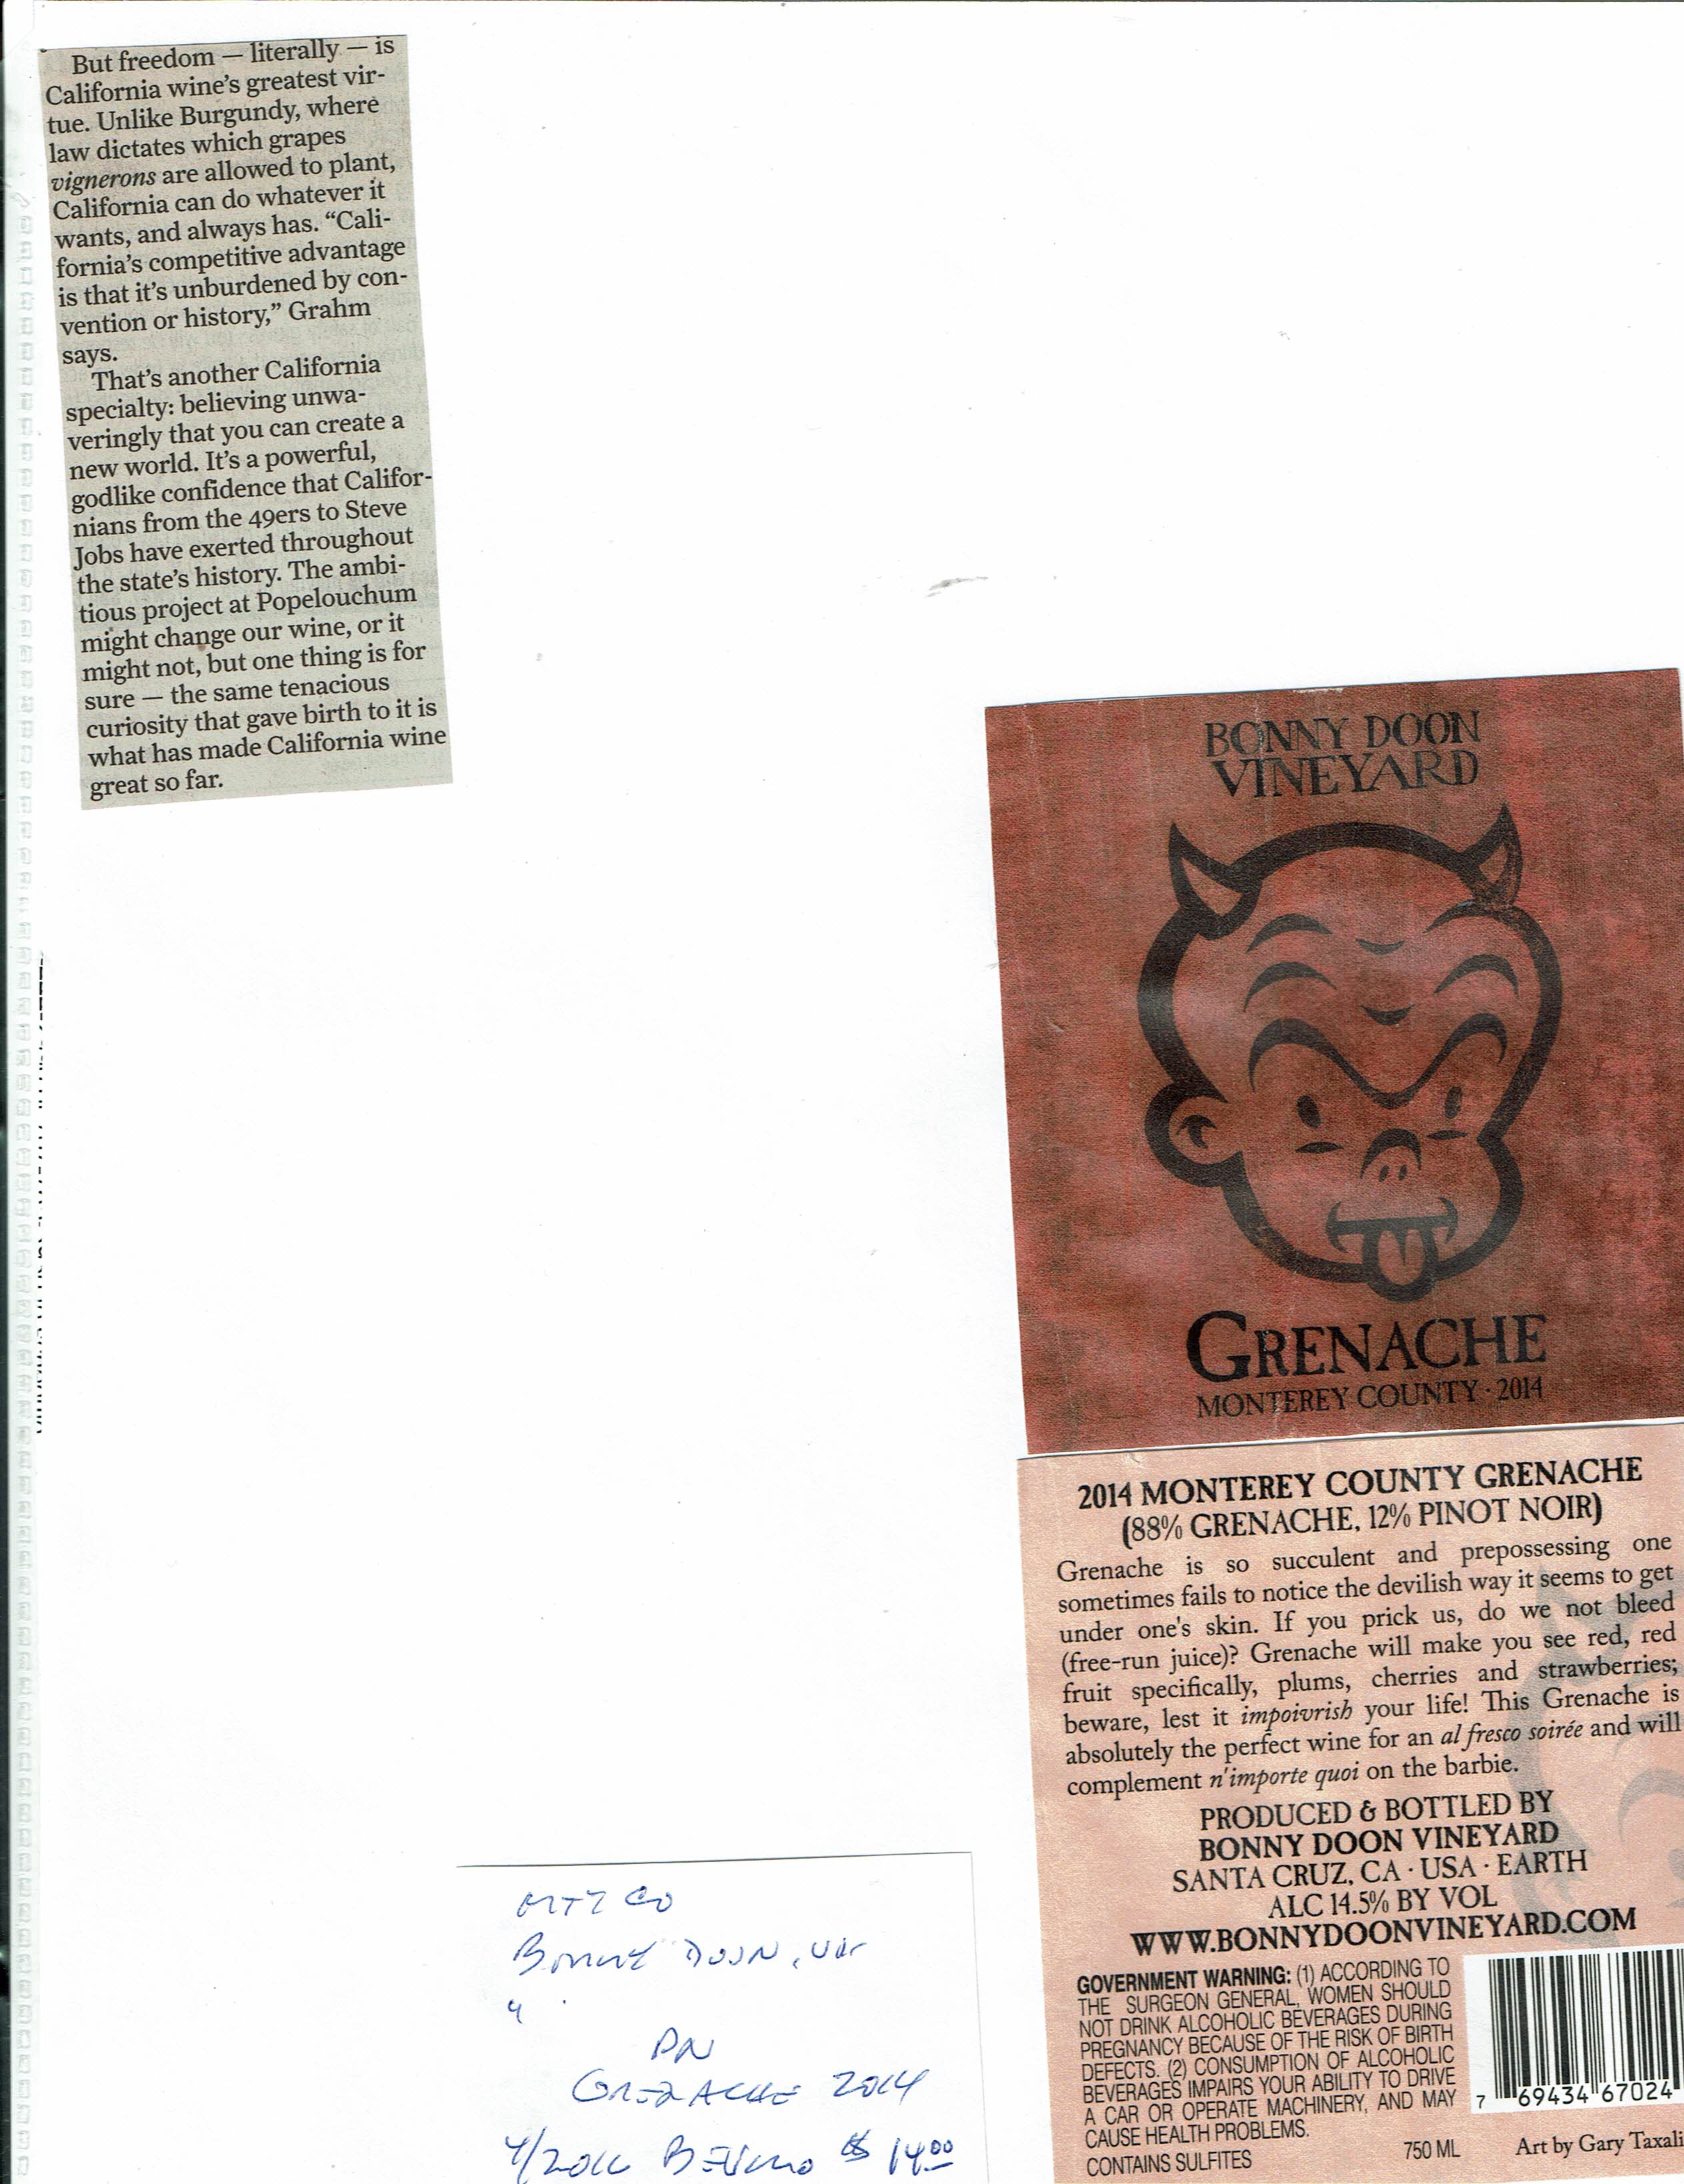 But freedom — literally — is
California wine's greatest vir-
tue. Unlike Burgundy, where
law dictates which grapes
vignerons are allowed to plant,
California can do whatever it
wants, and always has. “Cali-
fornia's competitive advantage
is that it's unburdened by con-
vention or history,” Grahm
says.
That's another California
specialty: believing unwa-
veringly that you can create a
new world. It's a powerful,
godlike confidence that Califor-
nians from the 49ers to Steve
Jobs have exerted throughout
the state's history. The ambi-
tious project at Popelouchum
might change our wine, or it
might not, but one thing is for
sure — the same tenacious
curiosity that gave birth to it is
what has made California wine
great so far.
BONNY DOON
VINEYARD
GRENACHE
MONTEREY COUNTY · 2014
2014 MONTEREY COUNTY GRENACHE
(88% GRENACHE, 12% PINOT NOIR)
Grenache is so succulent and prepossessing one
sometimes fails to notice the devilish way it seems to get
under one's skin. If you prick us, do we not bleed
(free-run juice)? Grenache will make you see red, red
fruit specifically, plums, cherries and strawberries;
beware, lest it impoivrish your life! This Grenache is
absolutely the perfect wine for an al fresco soirée and will
complement n'importe quoi on the barbie.
PRODUCED & BOTTLED BY
BONNY DOON VINEYARD
SANTA CRUZ, CA · USA · EARTH
ALC 14.5% BY VOL
WWW.BONNYDOONVINEYARD.COM
GOVERNMENT WARNING: (1) ACCORDING TO
THE SURGEON GENERAL, WOMEN SHOULD
NOT DRINK ALCOHOLIC BEVERAGES DURING
PREGNANCY BECAUSE OF THE RISK OF BIRTH
DEFECTS. (2) CONSUMPTION OF ALCOHOLIC
BEVERAGES IMPAIRS YOUR ABILITY TO DRIVE
A CAR OR OPERATE MACHINERY, AND MAY
CAUSE HEALTH PROBLEMS.
CONTAINS SULFITES
750 ML
7 69434 67024
Art by Gary Taxali
CO
BONNY DOON
PN
GRENACHE 2014
$ 14.00